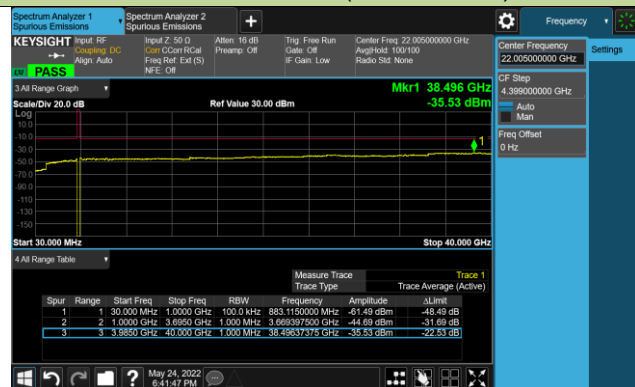 Spectrum Analyzer 1
Spurious Emissions
Spectrum Analyzer 2
Spurious Emissions
Frequency
KEYSIGHT
Input: RF
Coupling: DC
Align: Auto
Input Z: 50 Ω
Corr CCorr RCal
Freq Ref: Ext (S)
NFE: Off
Atten: 16 dB
Preamp: Off
Trig: Free Run
Gate: Off
IF Gain: Low
Center Freq: 22.005000000 GHz
Avg|Hold: 100/100
Radio Std: None
PASS
Center Frequency
22.005000000 GHz
Settings
CF Step
4.399000000 GHz
Auto
Man
Freq Offset
0 Hz
3 All Range Graph
Mkr1 38.496 GHz
Scale/Div 20.0 dB
Ref Value 30.00 dBm
-35.53 dBm
Log
10.0
-10.0
-30.0
-50.0
-70.0
-90.0
-110
-130
-150
1
Start 30.000 MHz
Stop 40.000 GHz
4 All Range Table
Measure Trace Trace 1
Trace Type Trace Average (Active)
Spur Range Start Freq Stop Freq RBW Frequency Amplitude ΔLimit
1 1 30.000 MHz 1.0000 GHz 100.0 kHz 883.1150000 MHz -61.49 dBm -48.49 dB
2 2 1.0000 GHz 3.6950 GHz 1.000 MHz 3.669397500 GHz -44.69 dBm -31.69 dB
3 3 3.9850 GHz 40.000 GHz 1.000 MHz 38.49637375 GHz -35.53 dBm -22.53 dB
May 24, 2022
6:41:47 PM